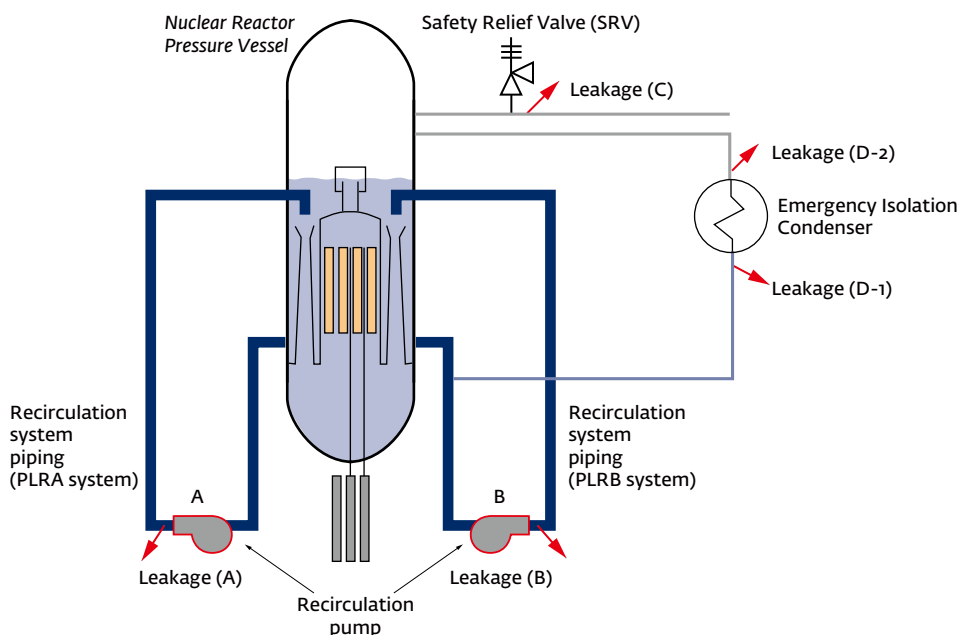 Nuclear Reactor
Pressure Vessel
Safety Relief Valve (SRV)
Leakage (C)
Leakage (D-2)
Emergency Isolation
Condenser
Leakage (D-1)
Recirculation
system
piping
(PLRA system)
Recirculation
system
piping
(PLRB system)
A
B
Leakage (A)
Leakage (B)
Recirculation
pump